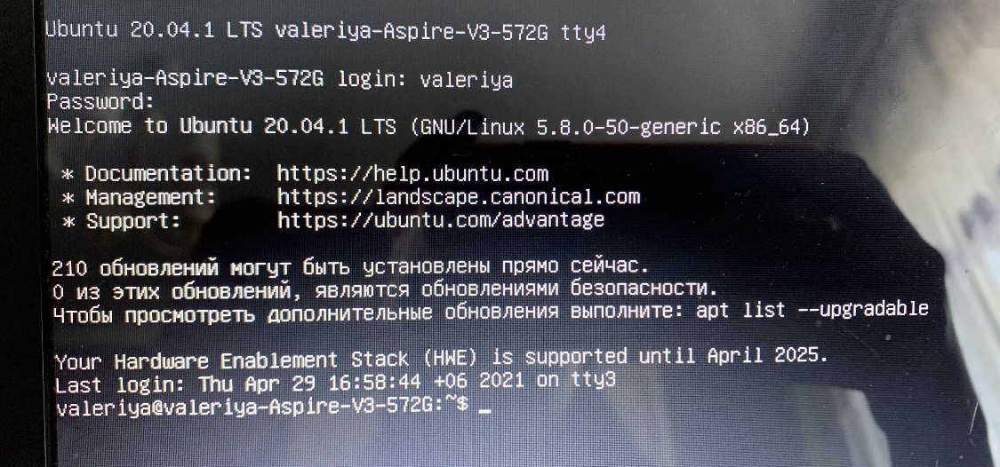 Ubuntu 20.04.1 LTS valeriya-Aspire-V3-572G tty4
valeriya-Aspire-V3-572G login: valeriya
Password:
Welcome to Ubuntu 20.04.1 LTS (GNU/Linux 5.8.0-50-generic x86_64)
* Documentation: https://help.ubuntu.com
* Management: https://landscape.canonical.com
* Support: https://ubuntu.com/advantage
210 обновлений могут быть установлены прямо сейчас.
0 из этих обновлений, являются обновлениями безопасности.
Чтобы просмотреть дополнительные обновления выполните: apt list --upgradable
Your Hardware Enablement Stack (HWE) is supported until April 2025.
Last login: Thu Apr 29 16:58:44 +06 2021 on tty3
valeriya@valeriya-Aspire-V3-572G:~$ _